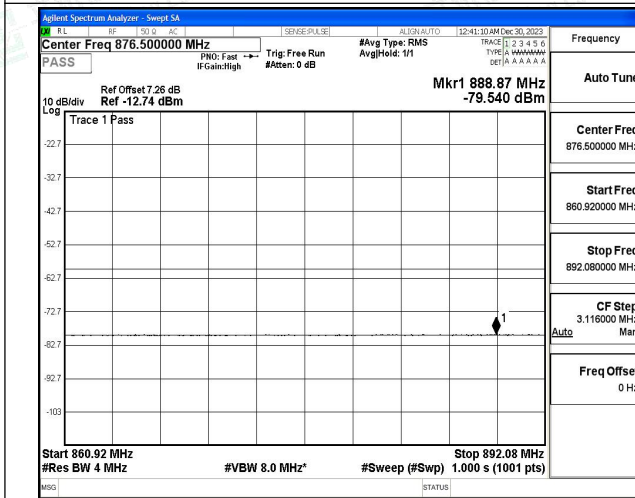 Agilent Spectrum Analyzer - Swept SA
RL RF 50 Ω AC SENSE:PULSE ALIGN AUTO 12:41:10 AM Dec 30, 2023
Center Freq 876.500000 MHz
PASS
PNO: Fast
IFGain:High
Trig: Free Run
#Atten: 0 dB
#Avg Type: RMS
Avg|Hold: 1/1
TRACE 1 2 3 4 5 6
TYPE A WWWWW
DET A A A A A A
Ref Offset 7.26 dB
10 dB/div Ref -12.74 dBm
Log
Mkr1 888.87 MHz
-79.540 dBm
Trace 1 Pass
-22.7
-32.7
-42.7
-52.7
-62.7
-72.7
-82.7
-92.7
-103
1
Start 860.92 MHz
Stop 892.08 MHz
#Res BW 4 MHz
#VBW 8.0 MHz*
#Sweep (#Swp) 1.000 s (1001 pts)
MSG
STATUS
Frequency
Auto Tune
Center Freq
876.500000 MHz
Start Freq
860.920000 MHz
Stop Freq
892.080000 MHz
CF Step
3.116000 MHz
Auto Man
Freq Offset
0 Hz